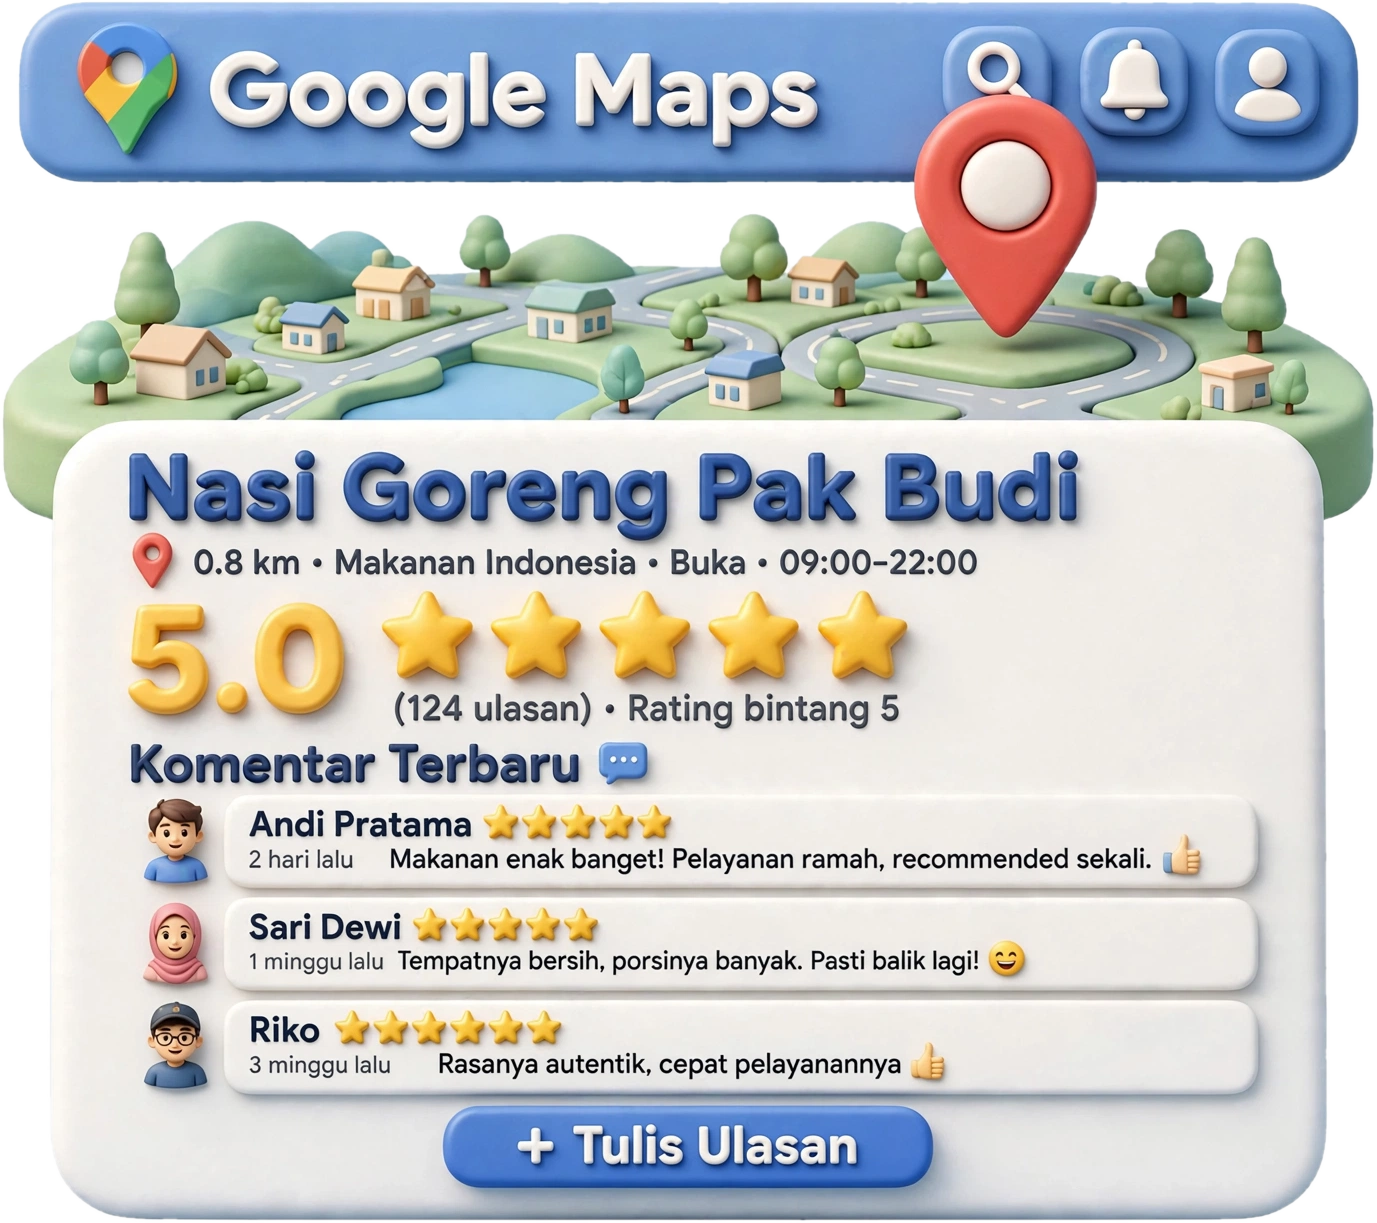 Google Maps
Nasi Goreng Pak Budi
0.8 km • Makanan Indonesia • Buka • 09:00–22:00
5.0
(124 ulasan) • Rating bintang 5
Komentar Terbaru
Andi Pratama
2 hari lalu Makanan enak banget! Pelayanan ramah, recommended sekali.
Sari Dewi
1 minggu lalu Tempatnya bersih, porsinya banyak. Pasti balik lagi!
Riko
3 minggu lalu Rasanya autentik, cepat pelayanannya
+ Tulis Ulasan